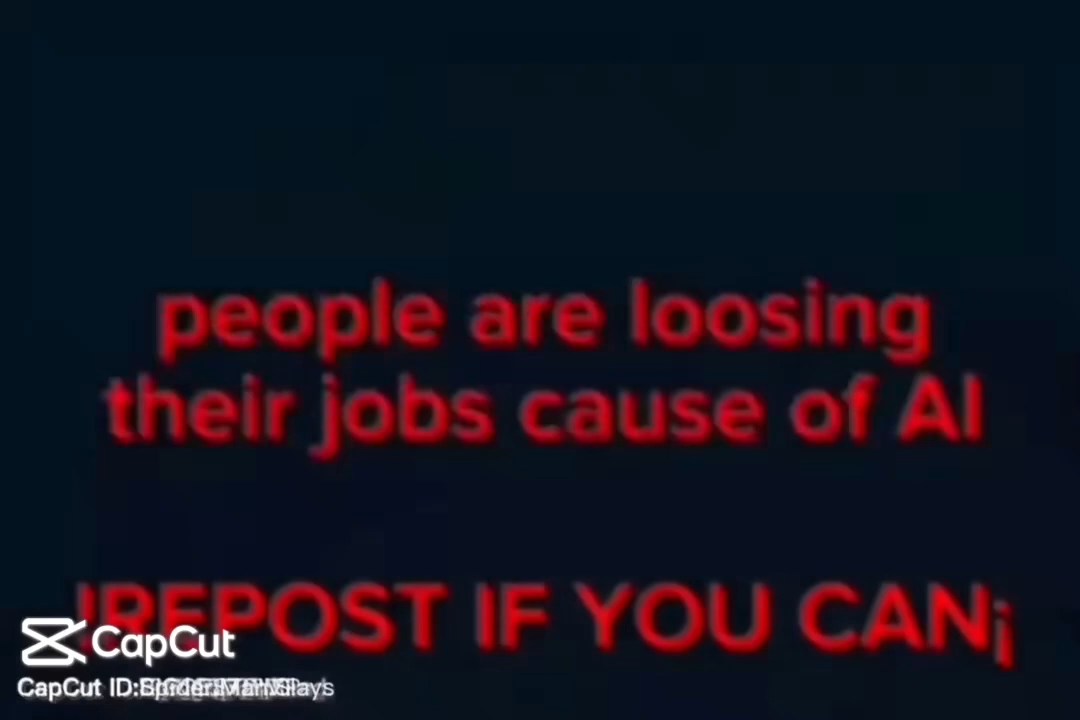 people are loosing
their jobs cause of AI
!REPOST IF YOU CAN¡
CapCut
CapCut ID: